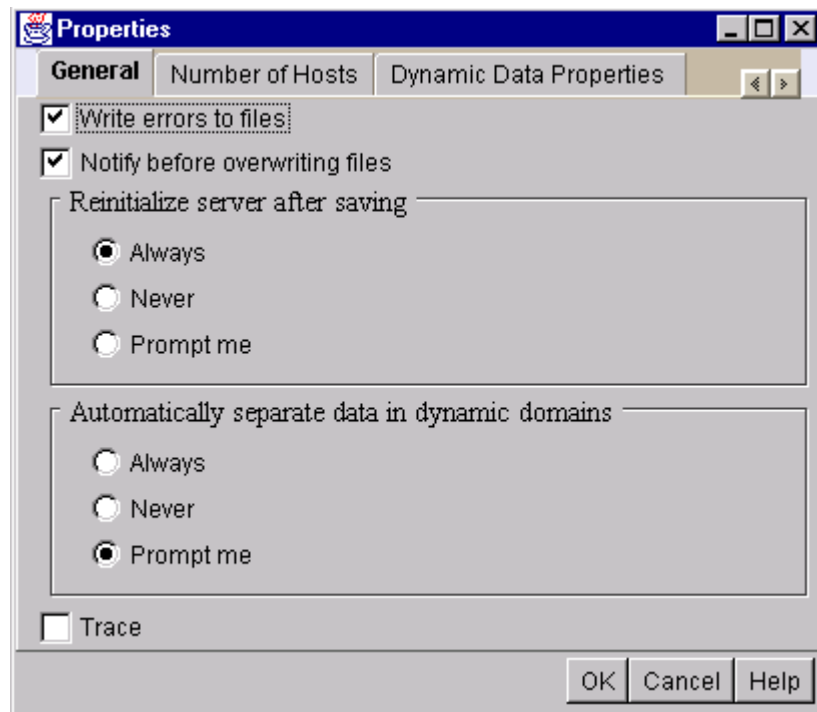 Properties
General Number of Hosts Dynamic Data Properties
Write errors to files
Notify before overwriting files
Reinitialize server after saving
Always
Never
Prompt me
Automatically separate data in dynamic domains
Always
Never
Prompt me
Trace
OK Cancel Help